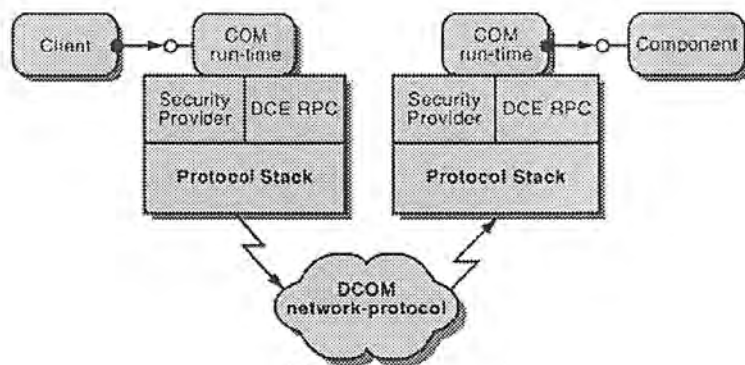 Client
COM
run-time
COM
run-time
Component
Security
Provider
DCE RPC
Security
Provider
DCE RPC
Protocol Stack
Protocol Stack
DCOM
network-protocol